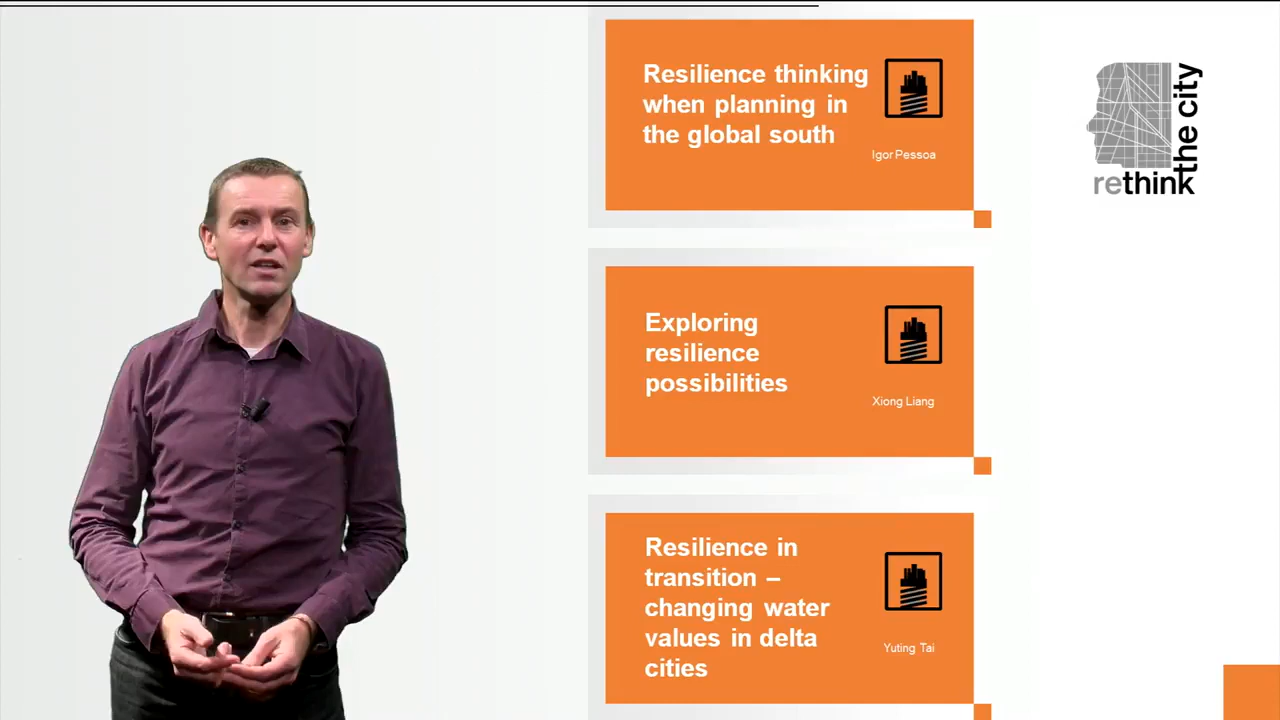 Resilience thinking
when planning in
the global south
Igor Pessoa
Exploring
resilience
possibilities
Xiong Liang
Resilience in
transition –
changing water
values in delta
cities
Yuting Tai
rethink
the city